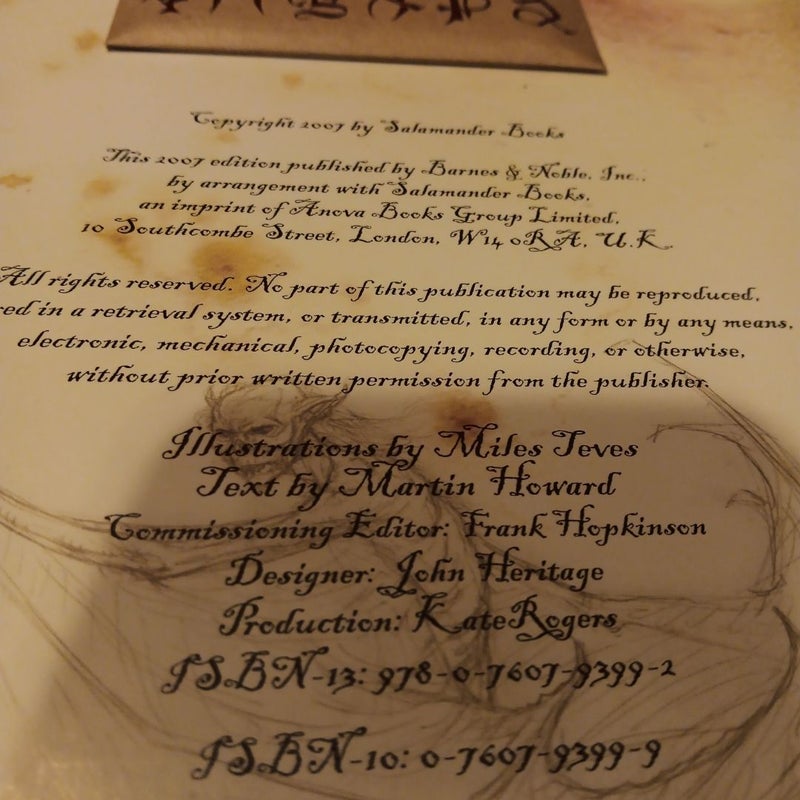 Copyright 2007 by Salamander Books
This 2007 edition published by Barnes & Noble, Inc.,
by arrangement with Salamander Books,
an imprint of Anova Books Group Limited,
10 Southcombe Street, London, W14 0RA, U.K.
All rights reserved. No part of this publication may be reproduced,
in a retrieval system, or transmitted, in any form or by any means,
electronic, mechanical, photocopying, recording, or otherwise,
without prior written permission from the publisher.
Illustrations by Miles Teves
Text by Martin Howard
Commissioning Editor: Frank Hopkinson
Designer: John Heritage
Production: Kate Rogers
ISBN-13: 978-0-7607-9399-2
ISBN-10: 0-7607-9399-9